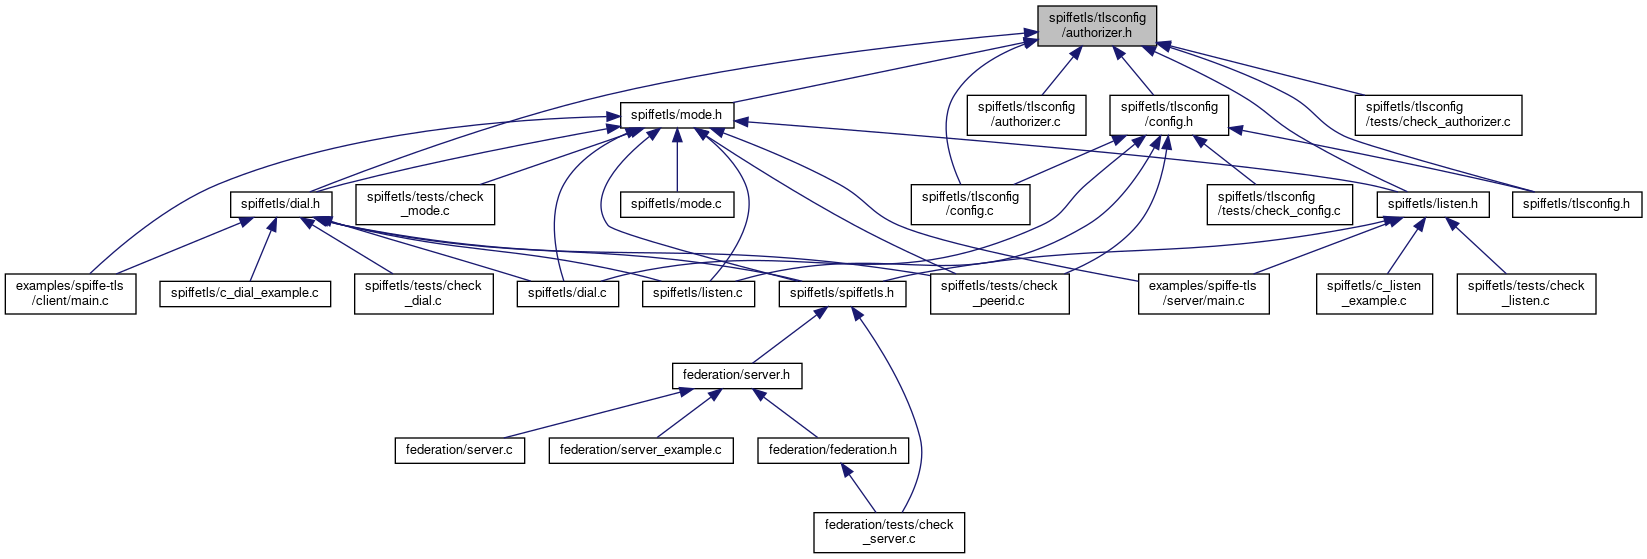 spiffetls/tlsconfig
/authorizer.h
spiffetls/mode.h
spiffetls/tlsconfig
/authorizer.c
spiffetls/tlsconfig
/config.h
spiffetls/tlsconfig
/tests/check_authorizer.c
spiffetls/dial.h
spiffetls/tests/check
_mode.c
spiffetls/mode.c
spiffetls/tlsconfig
/config.c
spiffetls/tlsconfig
/tests/check_config.c
spiffetls/listen.h
spiffetls/tlsconfig.h
examples/spiffe-tls
/client/main.c
spiffetls/c_dial_example.c
spiffetls/tests/check
_dial.c
spiffetls/dial.c
spiffetls/listen.c
spiffetls/spiffetls.h
spiffetls/tests/check
_peerid.c
examples/spiffe-tls
/server/main.c
spiffetls/c_listen
_example.c
spiffetls/tests/check
_listen.c
federation/server.h
federation/server.c
federation/server_example.c
federation/federation.h
federation/tests/check
_server.c